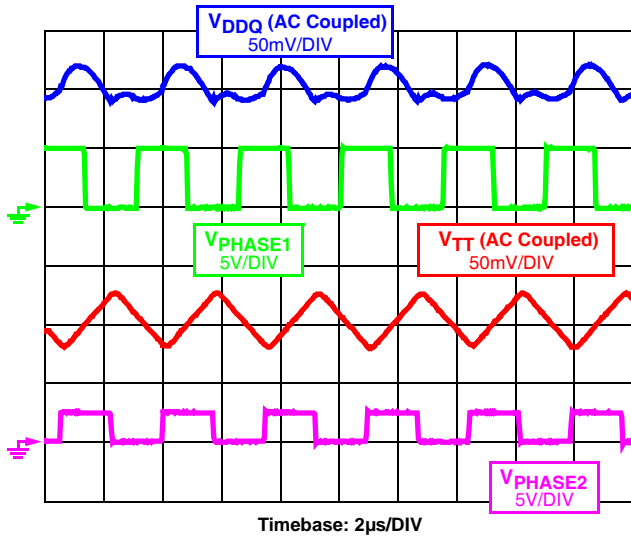 VDDQ (AC Coupled)
50mV/DIV
VPHASE1
5V/DIV
VTT (AC Coupled)
50mV/DIV
VPHASE2
5V/DIV
Timebase: 2µs/DIV